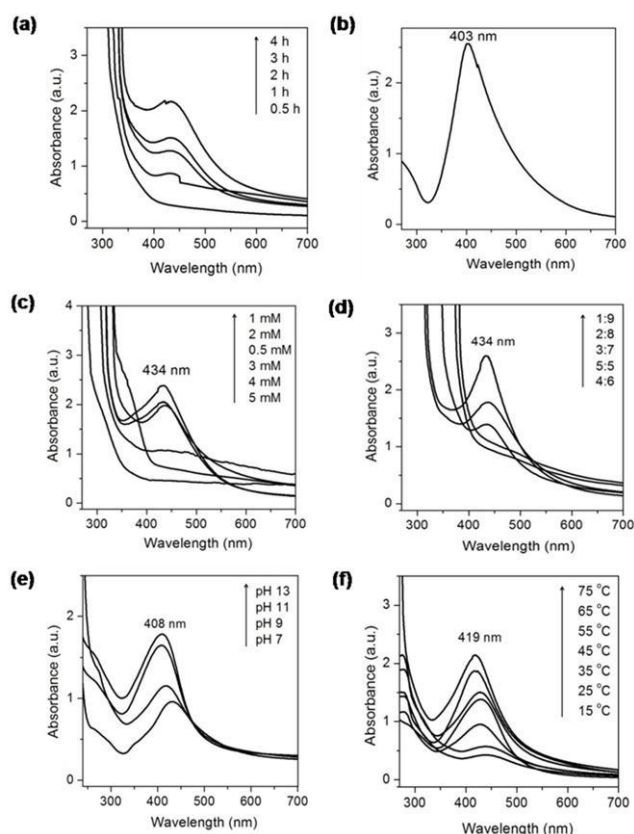 (a)
4 h
3 h
2 h
1 h
0.5 h
3
2
1
0
Absorbance (a.u.)
300 400 500 600 700
Wavelength (nm)
(b)
403 nm
3
2
1
0
Absorbance (a.u.)
300 400 500 600 700
Wavelength (nm)
(c)
1 mM
2 mM
0.5 mM
3 mM
4 mM
5 mM
434 nm
4
3
2
1
0
Absorbance (a.u.)
300 400 500 600 700
Wavelength (nm)
(d)
1:9
2:8
3:7
5:5
4:6
434 nm
3
2
1
0
Absorbance (a.u.)
300 400 500 600 700
Wavelength (nm)
(e)
pH 13
pH 11
pH 9
pH 7
408 nm
2
1
0
Absorbance (a.u.)
300 400 500 600 700
Wavelength (nm)
(f)
75 °C
65 °C
55 °C
45 °C
35 °C
25 °C
15 °C
419 nm
3
2
1
0
Absorbance (a.u.)
300 400 500 600 700
Wavelength (nm)